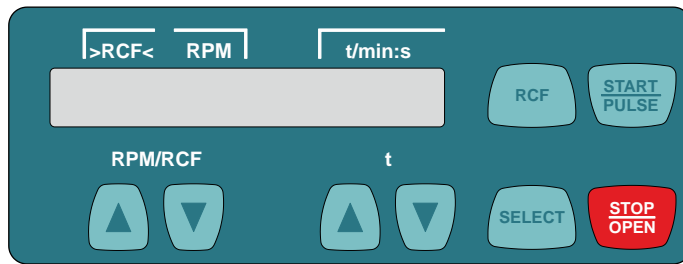 >RCF< RPM t/min:s
RCF
START
PULSE
RPM/RCF t
SELECT
STOP
OPEN